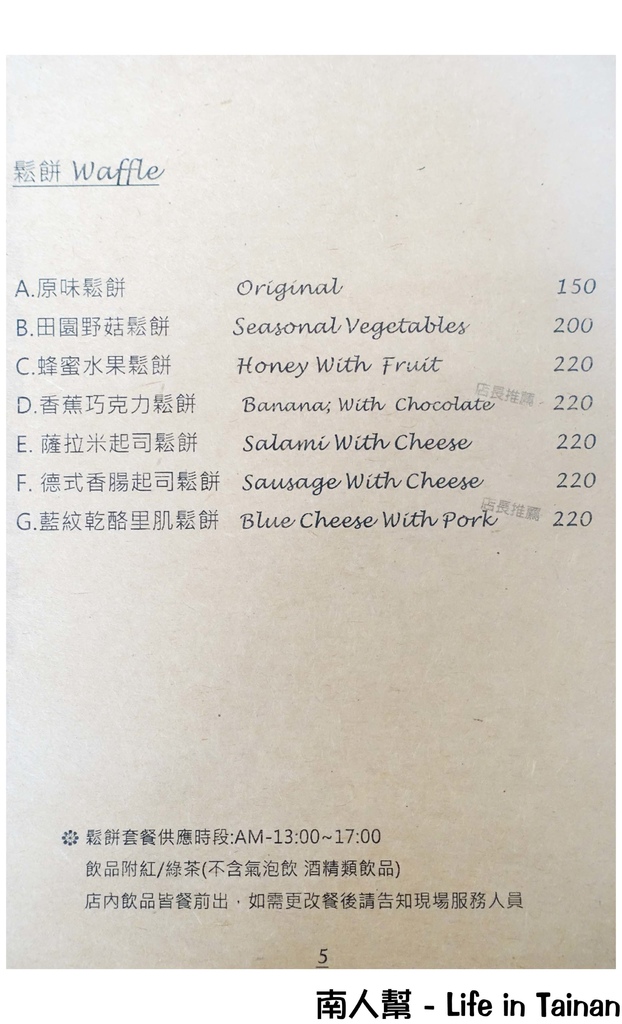 鬆餅 Waffle
A.原味鬆餅 Original 150
B.田園野菇鬆餅 Seasonal Vegetables 200
C.蜂蜜水果鬆餅 Honey With Fruit 220
店長推薦
D.香蕉巧克力鬆餅 Banana; With Chocolate 220
E. 薩拉米起司鬆餅 Salami With Cheese 220
F. 德式香腸起司鬆餅 Sausage With Cheese 220
店長推薦
G.藍紋乾酪里肌鬆餅 Blue Cheese With Pork 220
鬆餅套餐供應時段:AM-13:00~17:00
飲品附紅/綠茶(不含氣泡飲 酒精類飲品)
店內飲品皆餐前出，如需更改餐後請告知現場服務人員
5
南人幫 - Life in Tainan